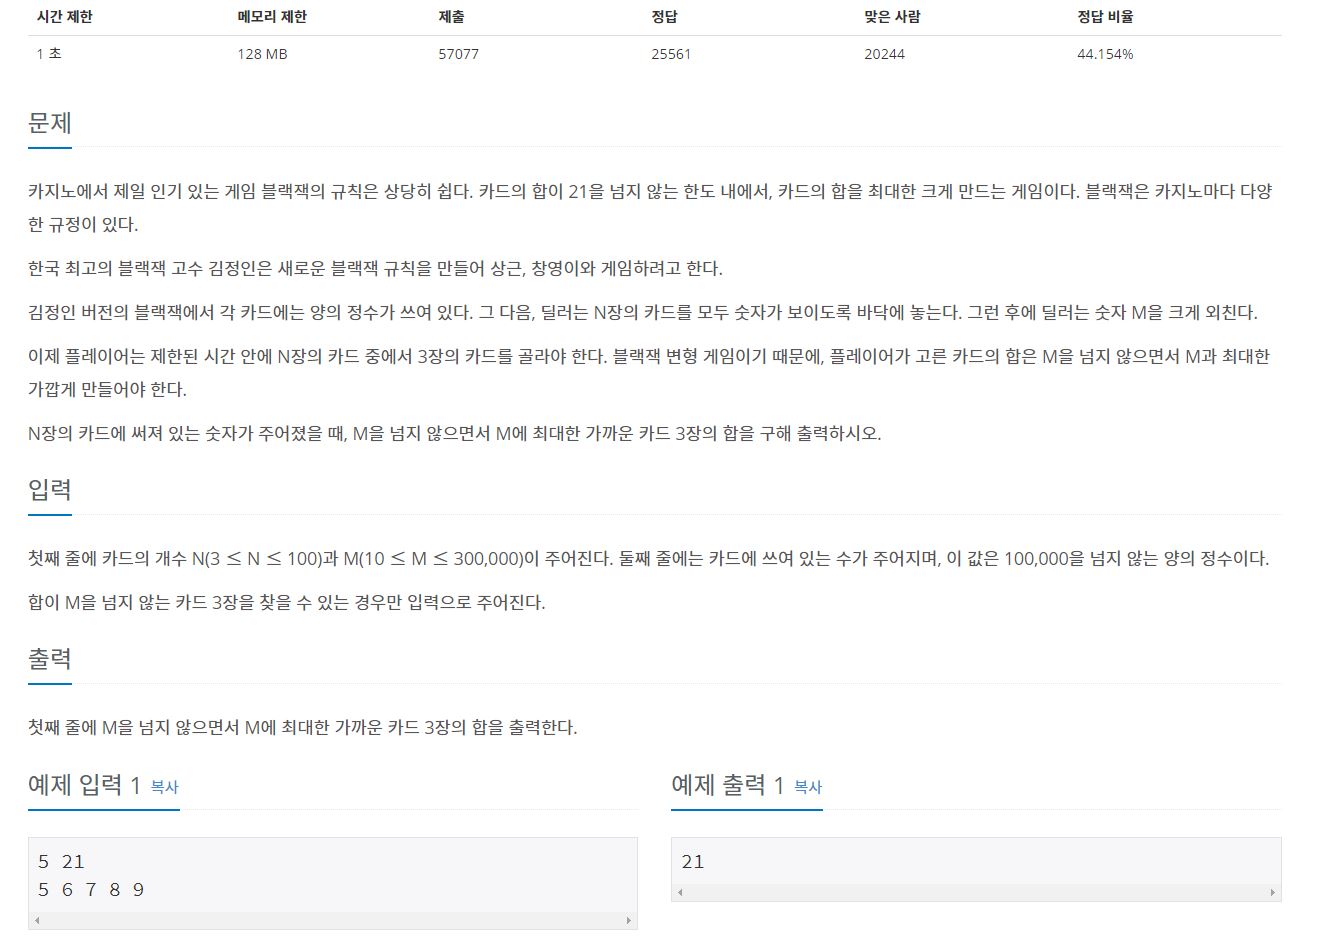 시간 제한 메모리 제한 제출 정답 맞은 사람 정답 비율
1 초 128 MB 57077 25561 20244 44.154%
문제
카지노에서 제일 인기 있는 게임 블랙잭의 규칙은 상당히 쉽다. 카드의 합이 21을 넘지 않는 한도 내에서, 카드의 합을 최대한 크게 만드는 게임이다. 블랙잭은 카지노마다 다양
한 규정이 있다.
한국 최고의 블랙잭 고수 김정인은 새로운 블랙잭 규칙을 만들어 상근, 창영이와 게임하려고 한다.
김정인 버전의 블랙잭에서 각 카드에는 양의 정수가 쓰여 있다. 그 다음, 딜러는 N장의 카드를 모두 숫자가 보이도록 바닥에 놓는다. 그런 후에 딜러는 숫자 M을 크게 외친다.
이제 플레이어는 제한된 시간 안에 N장의 카드 중에서 3장의 카드를 골라야 한다. 블랙잭 변형 게임이기 때문에, 플레이어가 고른 카드의 합은 M을 넘지 않으면서 M과 최대한
가깝게 만들어야 한다.
N장의 카드에 써져 있는 숫자가 주어졌을 때, M을 넘지 않으면서 M에 최대한 가까운 카드 3장의 합을 구해 출력하시오.
입력
첫째 줄에 카드의 개수 N(3 ≤ N ≤ 100)과 M(10 ≤ M ≤ 300,000)이 주어진다. 둘째 줄에는 카드에 쓰여 있는 수가 주어지며, 이 값은 100,000을 넘지 않는 양의 정수이다.
합이 M을 넘지 않는 카드 3장을 찾을 수 있는 경우만 입력으로 주어진다.
출력
첫째 줄에 M을 넘지 않으면서 M에 최대한 가까운 카드 3장의 합을 출력한다.
예제 입력 1 복사
5 21
5 6 7 8 9
예제 출력 1 복사
21